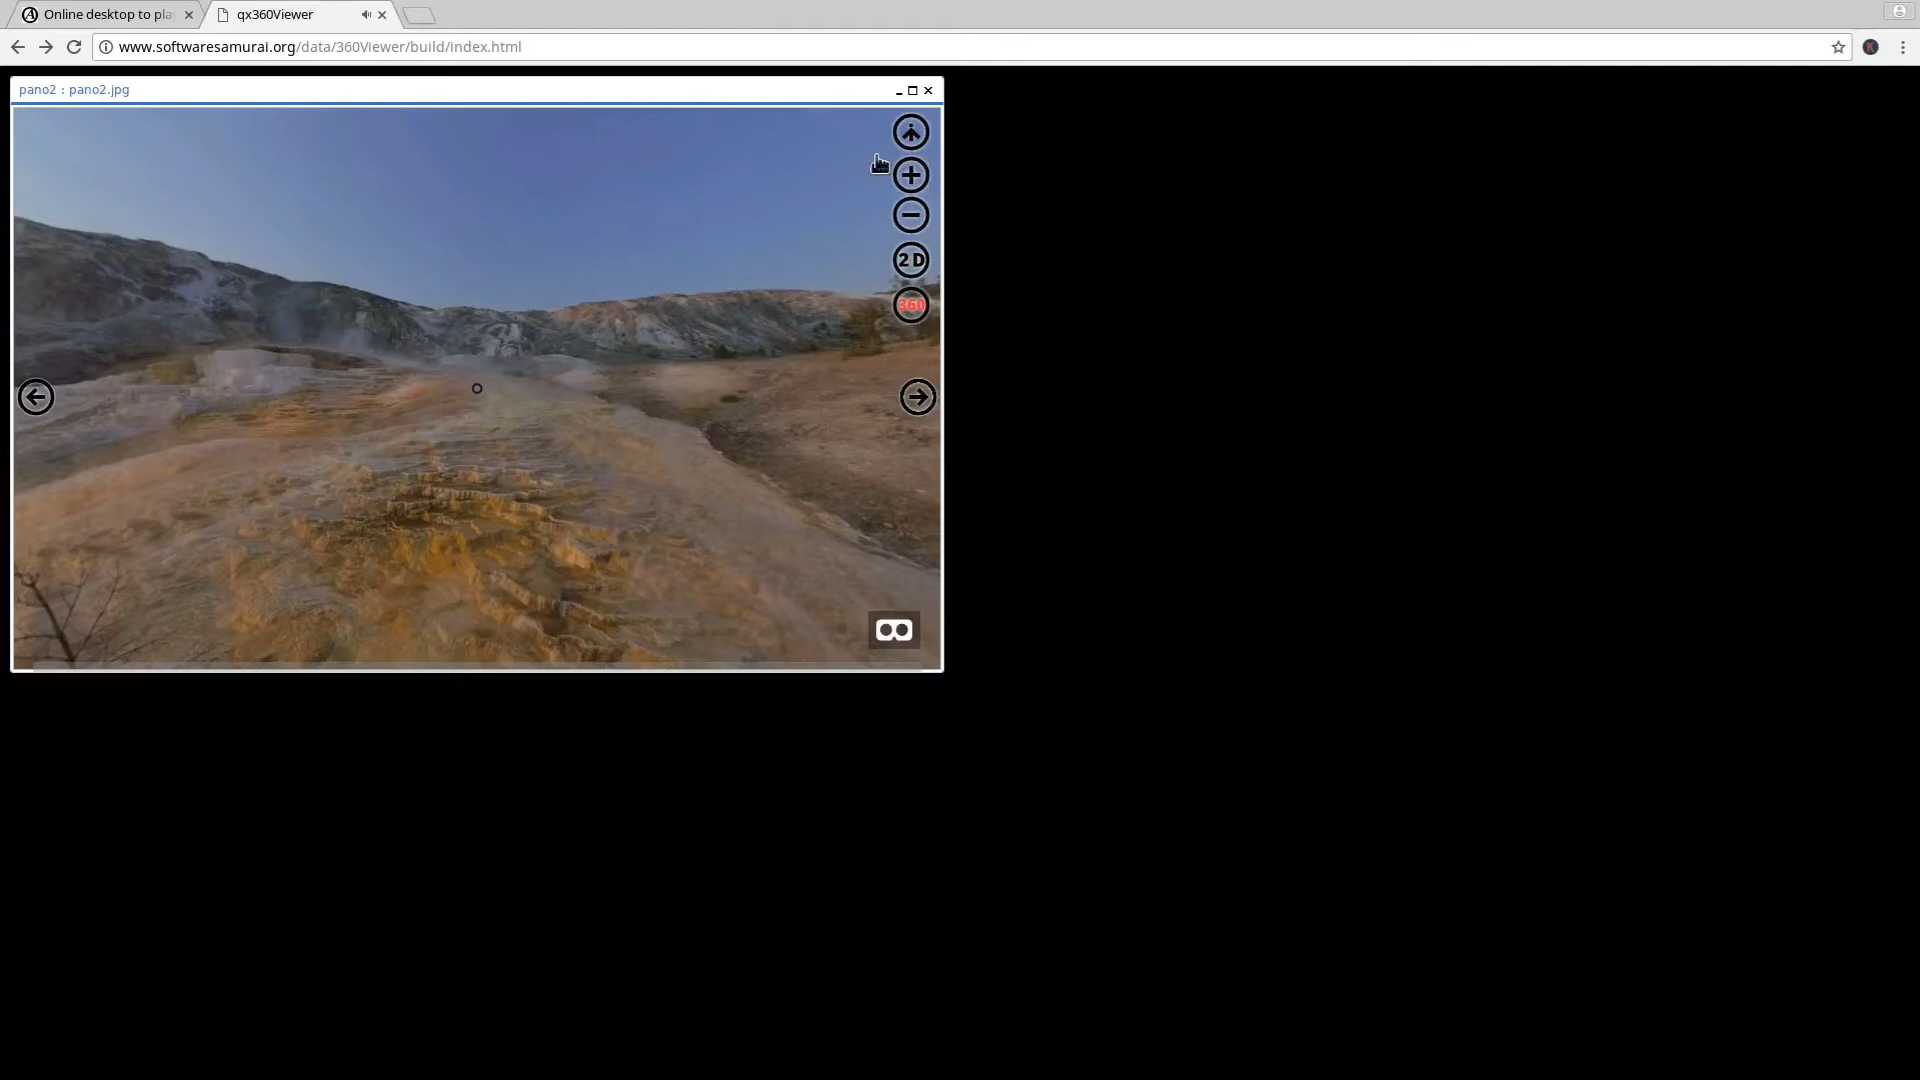 Online desktop to pla
qx360Viewer
www.softwaresamurai.org/data/360Viewer/build/index.html
K
pano2 : pano2.jpg
2D
360